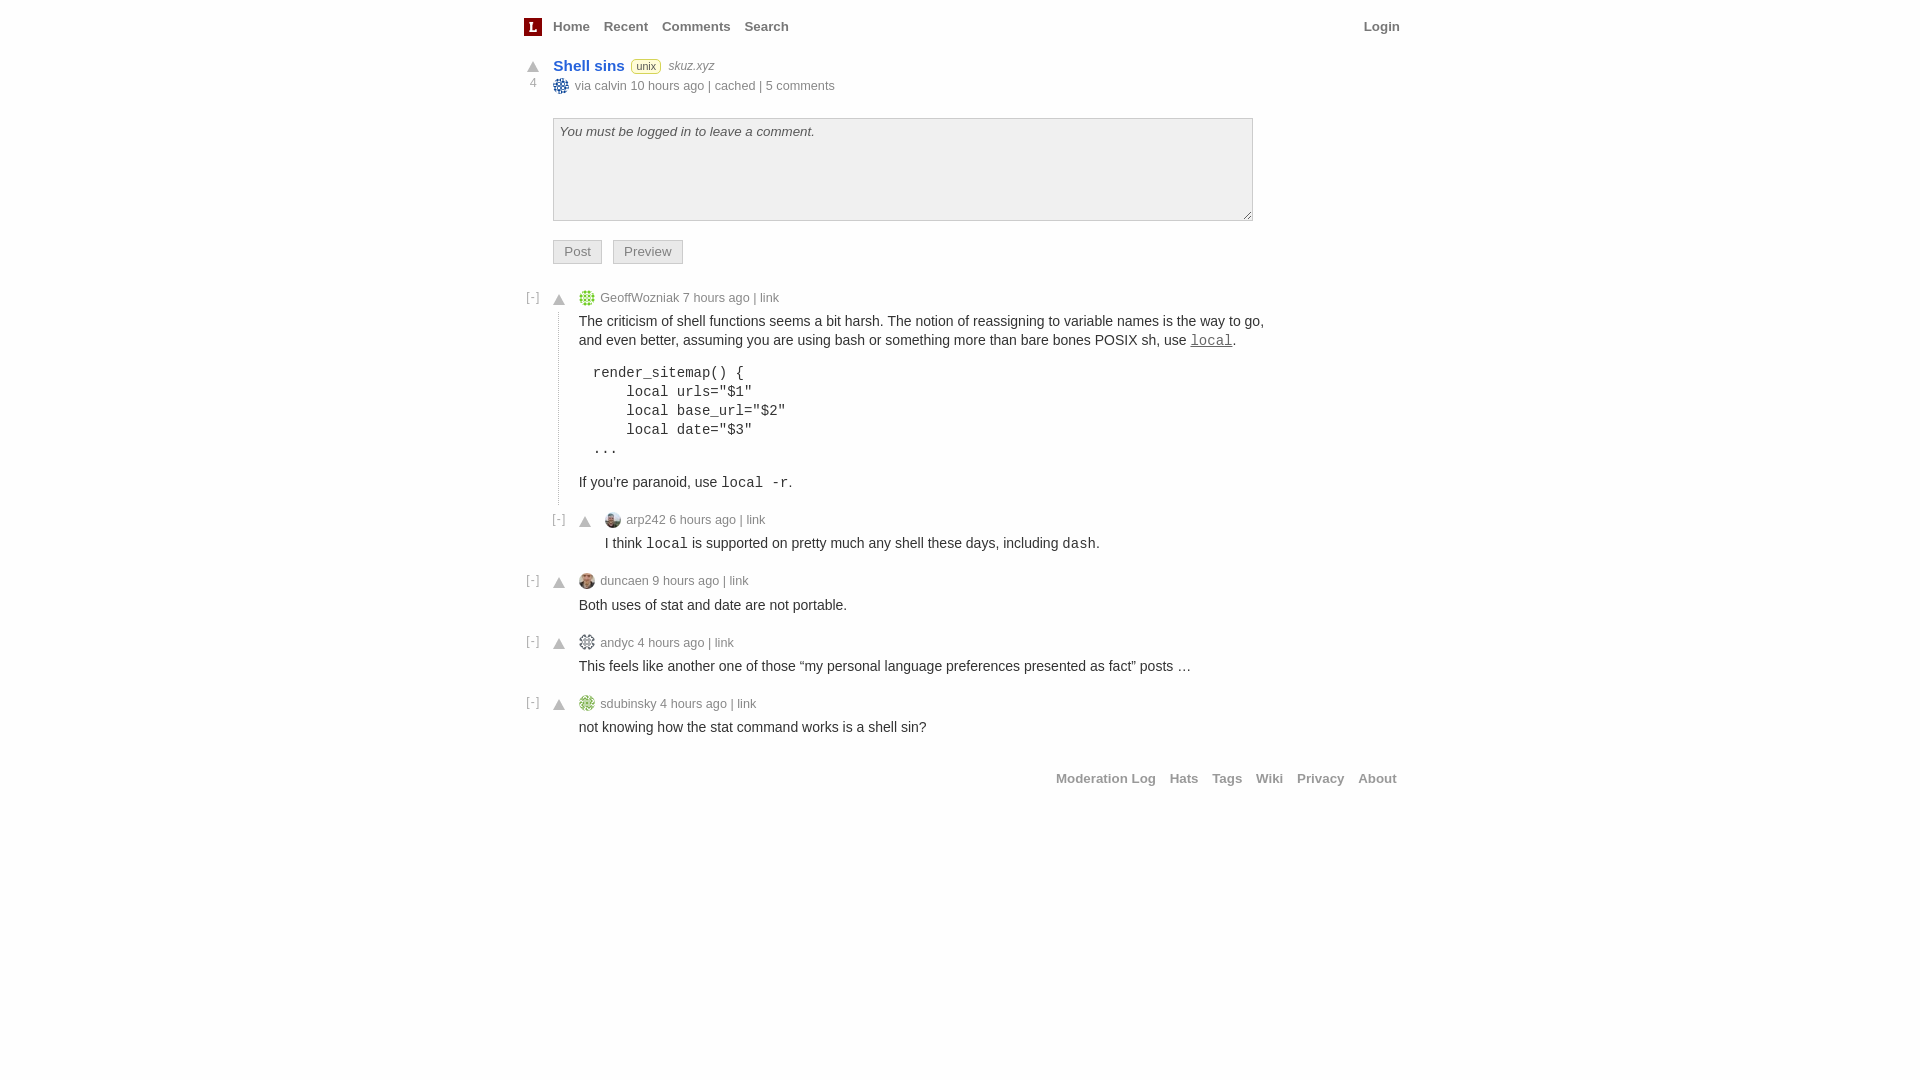 L Home Recent Comments Search Login
Shell sins unix skuz.xyz
4 via calvin 10 hours ago | cached | 5 comments
You must be logged in to leave a comment.
Post Preview
[-] GeoffWozniak 7 hours ago | link
The criticism of shell functions seems a bit harsh. The notion of reassigning to variable names is the way to go,
and even better, assuming you are using bash or something more than bare bones POSIX sh, use local.
render_sitemap() {
    local urls="$1"
    local base_url="$2"
    local date="$3"
...
If you’re paranoid, use local -r.
[-] arp242 6 hours ago | link
I think local is supported on pretty much any shell these days, including dash.
[-] duncaen 9 hours ago | link
Both uses of stat and date are not portable.
[-] andyc 4 hours ago | link
This feels like another one of those “my personal language preferences presented as fact” posts …
[-] sdubinsky 4 hours ago | link
not knowing how the stat command works is a shell sin?
Moderation Log Hats Tags Wiki Privacy About